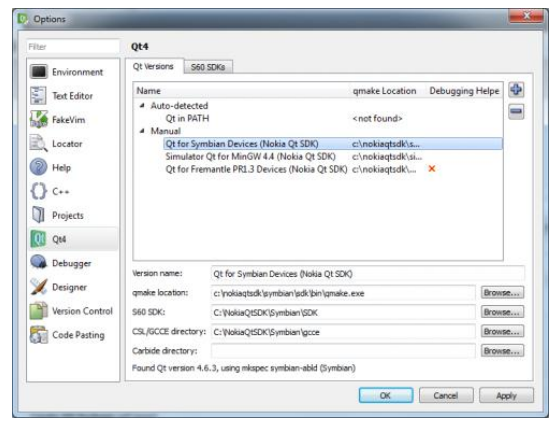 Options
Filter
Environment
Text Editor
FakeVim
Locator
Help
C++
Projects
Qt4
Debugger
Designer
Version Control
Code Pasting
Qt4
Qt Versions S60 SDKs
Name qmake Location Debugging Helpe
Auto-detected
Qt in PATH <not found>
Manual
Qt for Symbian Devices (Nokia Qt SDK) c:\nokiaqtsdk\s...
Simulator Qt for MinGW 4.4 (Nokia Qt SDK) c:\nokiaqtsdk\si...
Qt for Fremantle PR1.3 Devices (Nokia Qt SDK) c:\nokiaqtsdk\...
Version name: Qt for Symbian Devices (Nokia Qt SDK)
qmake location: c:\nokiaqtsdk\symbian\sdk\bin\qmake.exe Browse...
S60 SDK: C:\NokiaQtSDK\Symbian\SDK Browse...
CSL/GCCE directory: C:\NokiaQtSDK\Symbian\gcce Browse...
Carbide directory: Browse...
Found Qt version 4.6.3, using mkspec symbian-abld (Symbian)
OK Cancel Apply